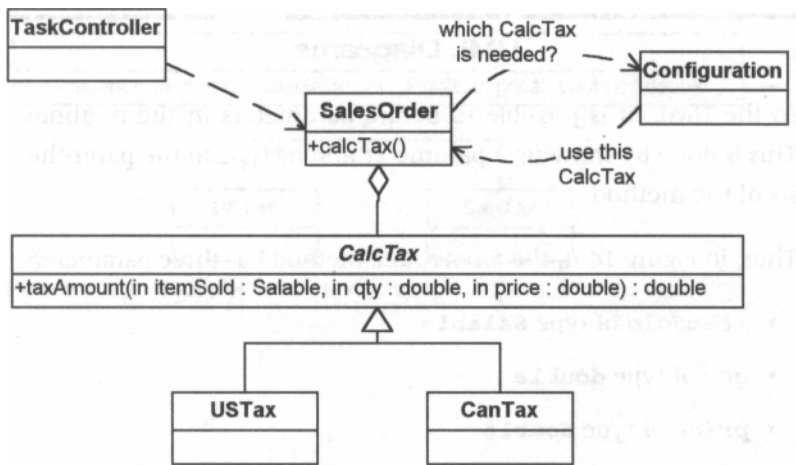 TaskController
which CalcTax
is needed?
Configuration
SalesOrder
+calcTax()
use this
CalcTax
CalcTax
+taxAmount(in itemSold : Salable, in qty : double, in price : double) : double
USTax
CanTax